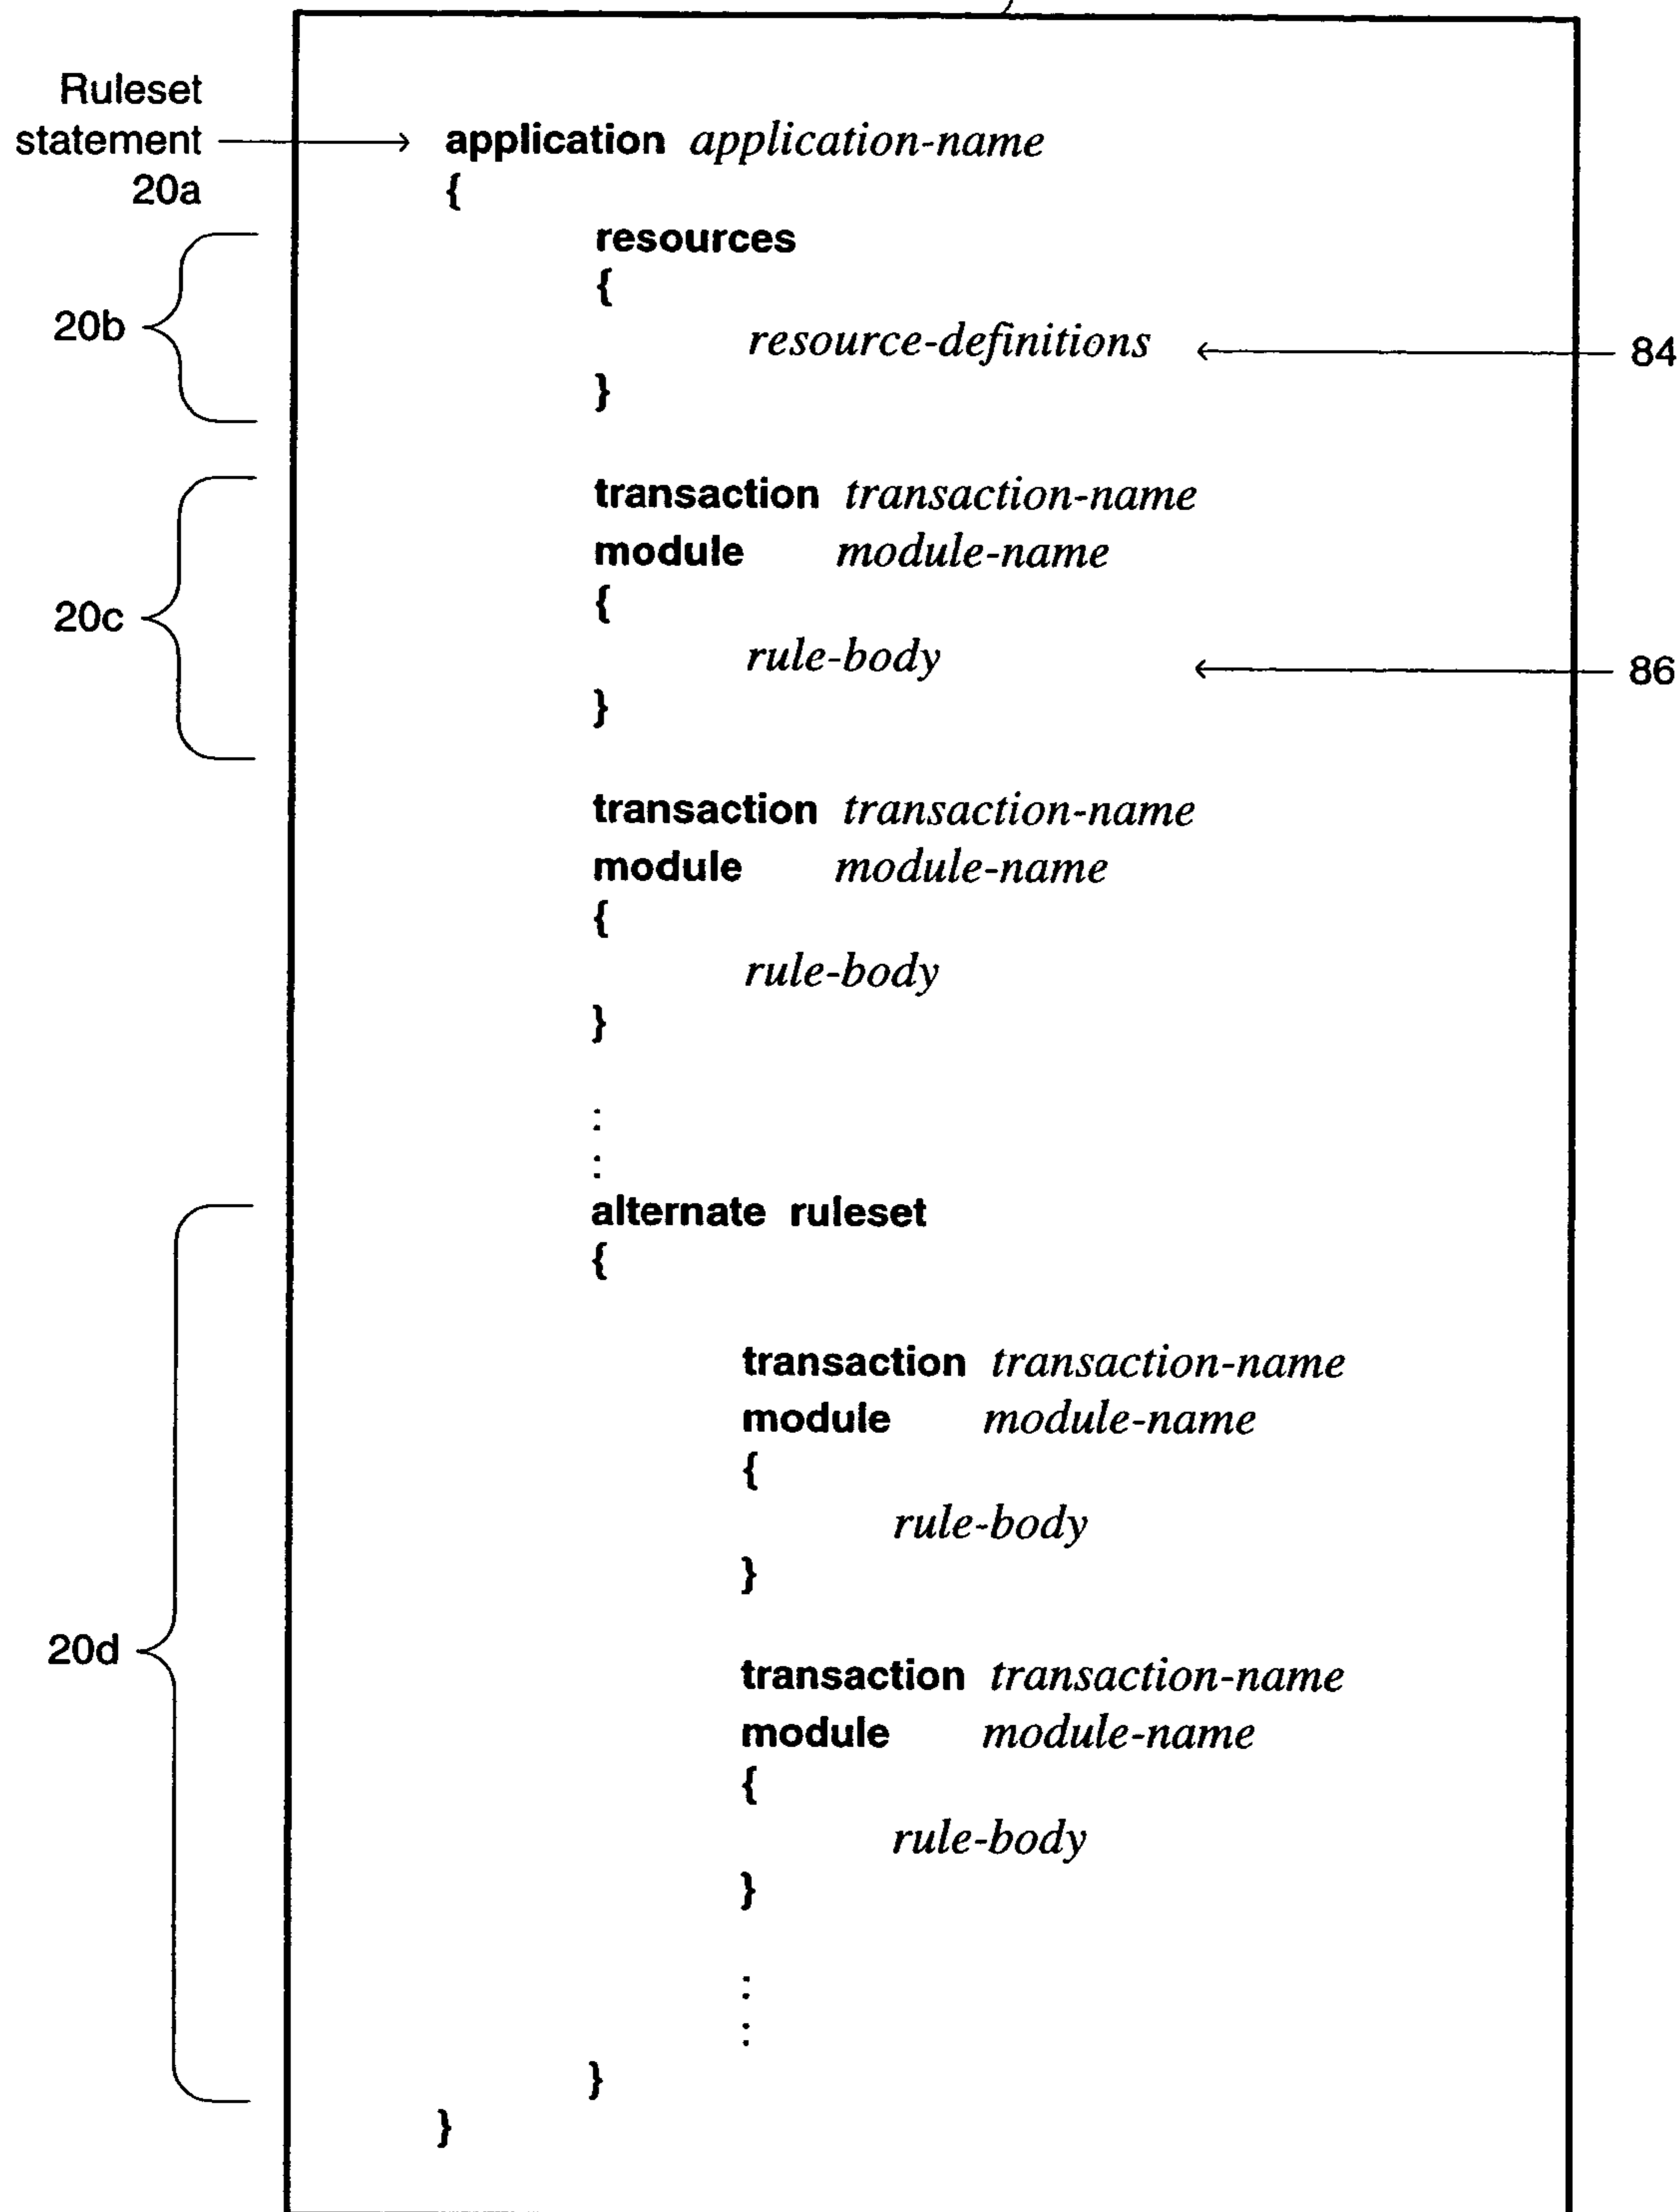 Ruleset
statement
20a
application application-name
{
20b
resources
{
resource-definitions
84
}
20c
transaction transaction-name
module module-name
{
rule-body
86
}
transaction transaction-name
module module-name
{
rule-body
}
:
:
20d
alternate ruleset
{
transaction transaction-name
module module-name
{
rule-body
}
transaction transaction-name
module module-name
{
rule-body
}
:
:
}
}